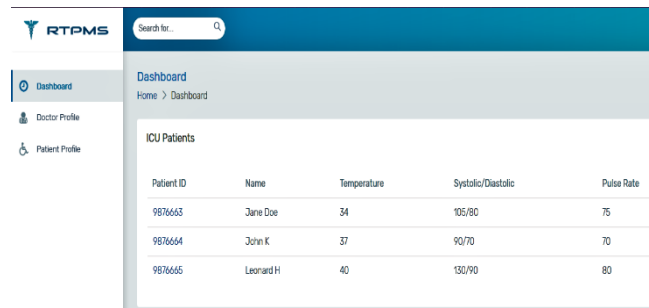 RTPMS
Search for...
Dashboard
Doctor Profile
Patient Profile
Dashboard
Home > Dashboard
ICU Patients
Patient ID Name Temperature Systolic/Diastolic Pulse Rate
9876663 Jane Doe 34 105/80 75
9876664 John K 37 90/70 70
9876665 Leonard H 40 130/90 80